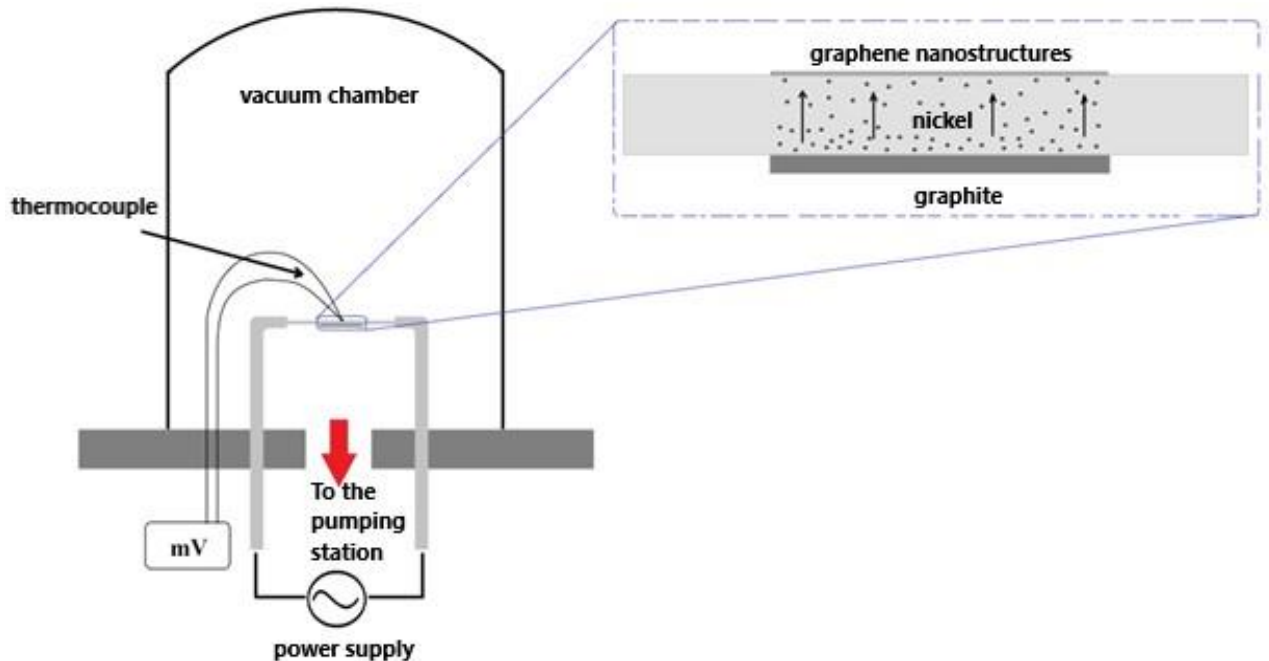 graphene nanostructures
vacuum chamber
nickel
thermocouple
graphite
To the
pumping
station
mV
power supply